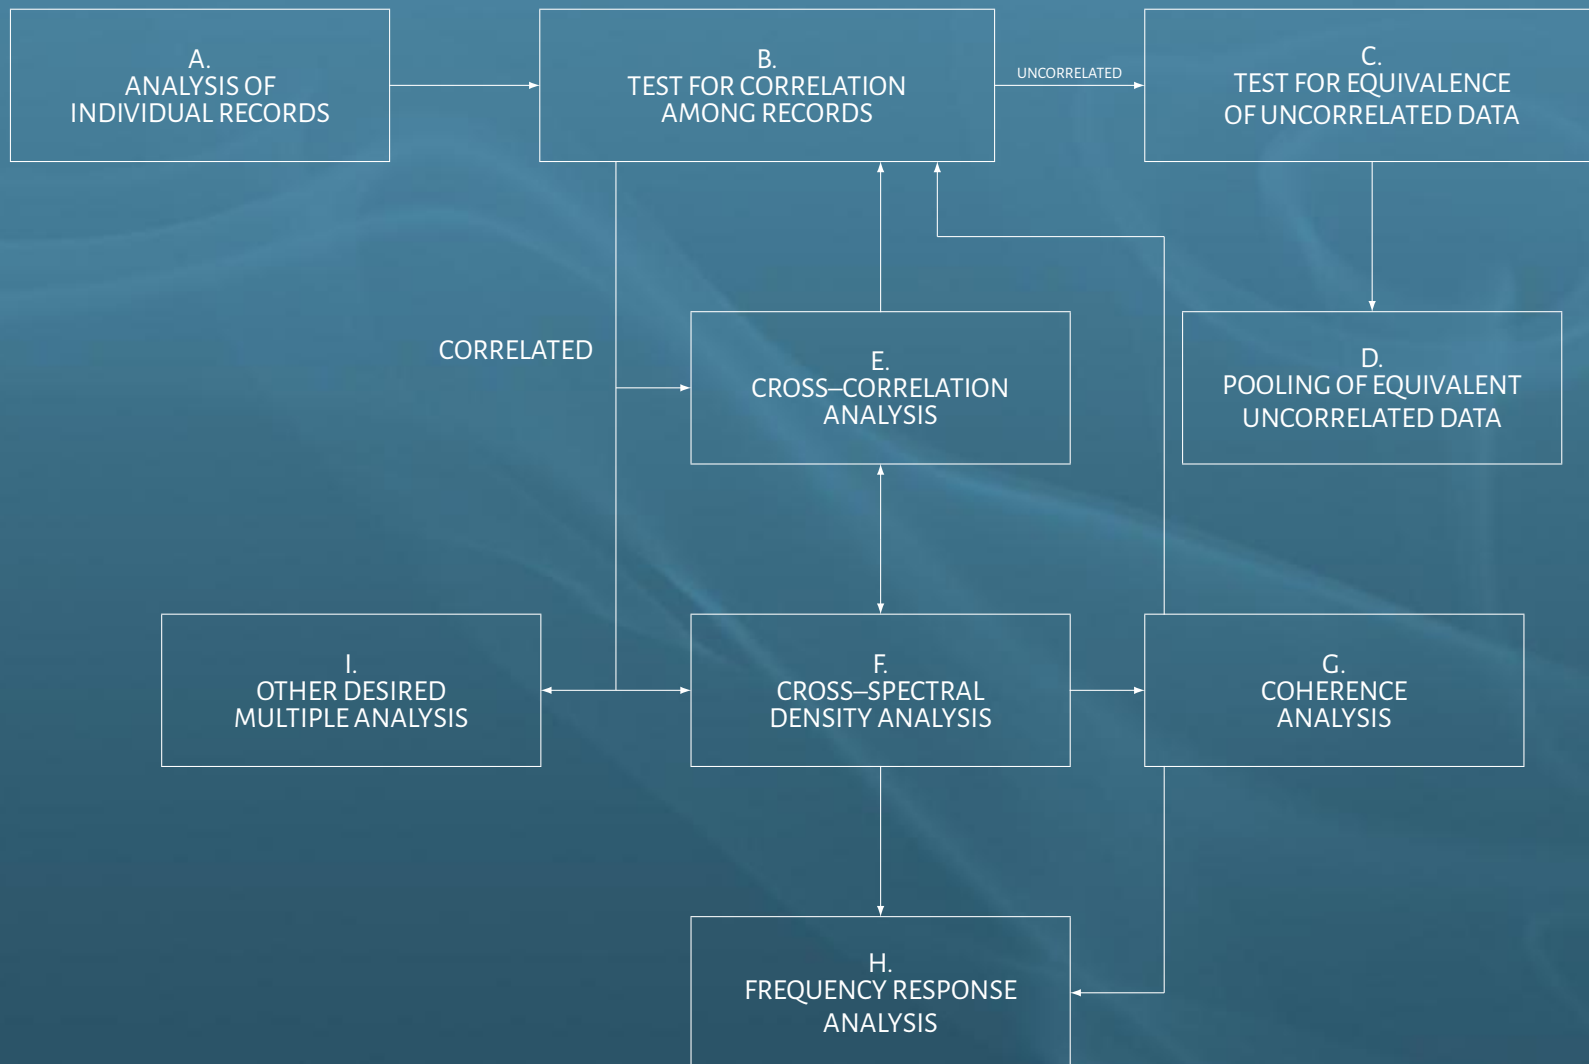 A.
ANALYSIS OF
INDIVIDUAL RECORDS
B.
TEST FOR CORRELATION
AMONG RECORDS
UNCORRELATED
C.
TEST FOR EQUIVALENCE
OF UNCORRELATED DATA
CORRELATED
E.
CROSS–CORRELATION
ANALYSIS
D.
POOLING OF EQUIVALENT
UNCORRELATED DATA
I.
OTHER DESIRED
MULTIPLE ANALYSIS
F.
CROSS–SPECTRAL
DENSITY ANALYSIS
G.
COHERENCE
ANALYSIS
H.
FREQUENCY RESPONSE
ANALYSIS